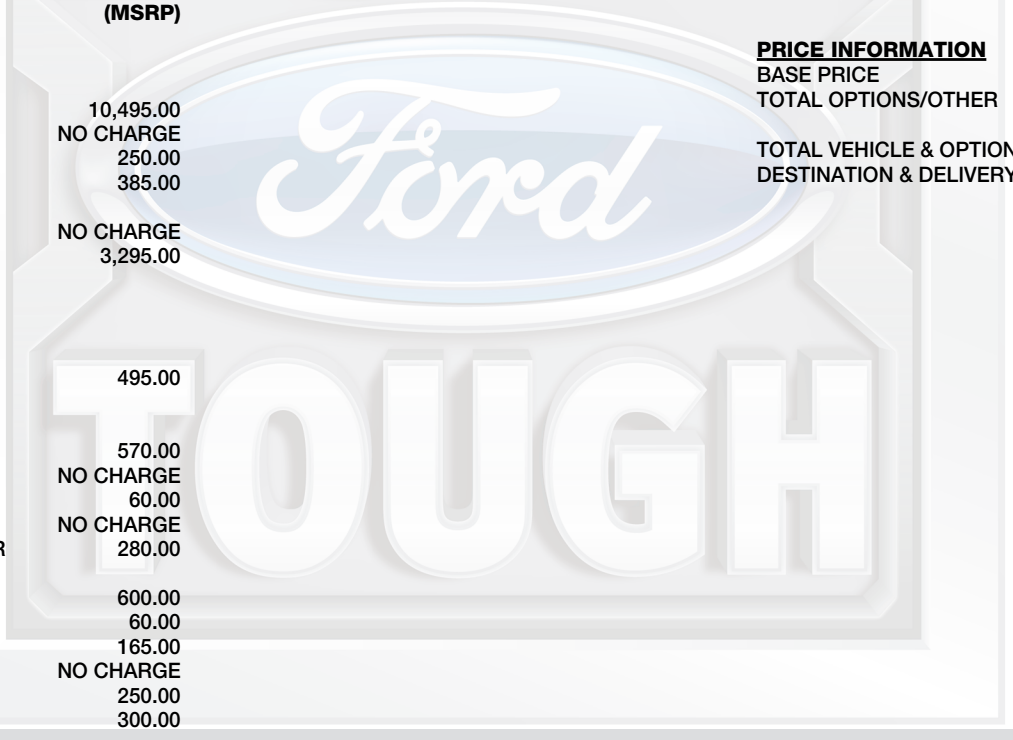 (MSRP)
10,495.00
NO CHARGE
250.00
385.00
NO CHARGE
3,295.00
495.00
570.00
NO CHARGE
60.00
NO CHARGE
R 280.00
600.00
60.00
165.00
NO CHARGE
250.00
300.00
PRICE INFORMATION
BASE PRICE
TOTAL OPTIONS/OTHER
TOTAL VEHICLE & OPTION
DESTINATION & DELIVERY
Ford
TOUGH